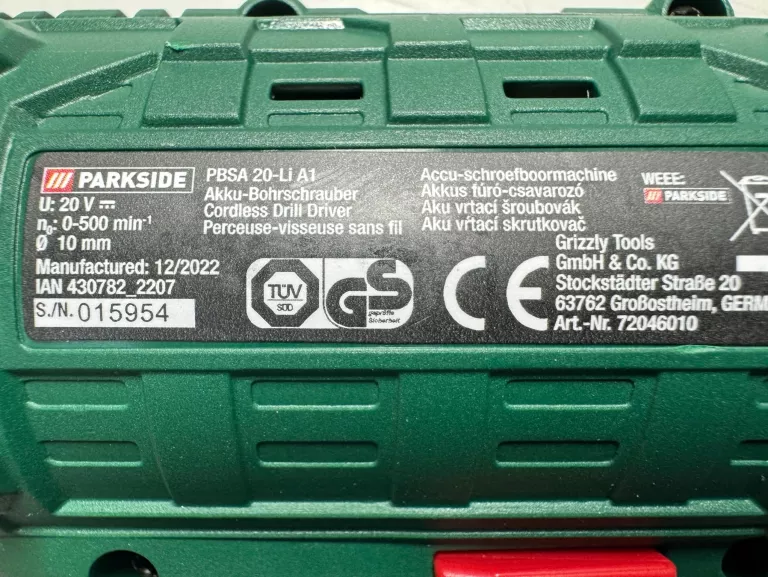 PARKSIDE
U: 20 V ⎓
n₀: 0-500 min⁻¹
Ø 10 mm
Manufactured: 12/2022
IAN 430782_2207
S./N. 015954
PBSA 20-Li A1
Akku-Bohrschrauber
Cordless Drill Driver
Perceuse-visseuse sans fil
Accu-schroefboormachine
Akkus fúró-csavarozó
Aku vrtací šroubovák
Aku vŕtací skrutkovač
WEEE:
PARKSIDE
TÜV
SÜD
GS
geprüfte
Sicherheit
CE
Grizzly Tools
GmbH & Co. KG
Stockstädter Straße 20
63762 Großostheim, GERM
Art.-Nr. 72046010